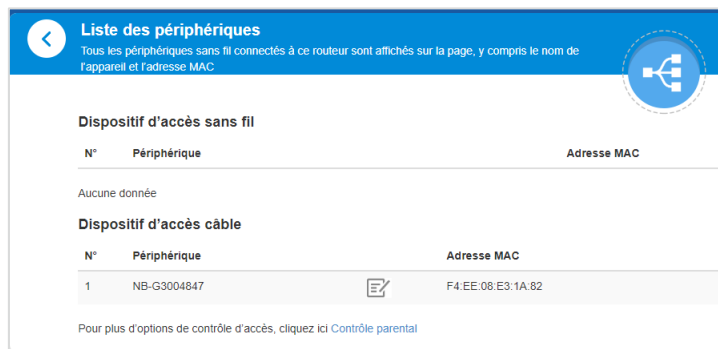 Liste des périphériques
Tous les périphériques sans fil connectés à ce routeur sont affichés sur la page, y compris le nom de
l'appareil et l'adresse MAC
Dispositif d'accès sans fil
N° Périphérique Adresse MAC
Aucune donnée
Dispositif d'accès câble
N° Périphérique Adresse MAC
1 NB-G3004847 F4:EE:08:E3:1A:82
Pour plus d'options de contrôle d'accès, cliquez ici Contrôle parental